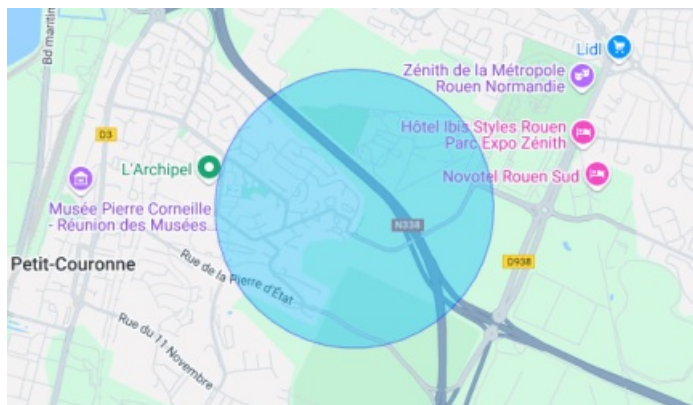 Bd maritin
Lidl
Zénith de la Métropole
Rouen Normandie
D3
Hôtel Ibis Styles Rouen
Parc Expo Zénith
L'Archipel
Novotel Rouen Sud
Musée Pierre Corneille
- Réunion des Musées...
N338
Petit-Couronne
D938
Rue de la Pierre d'État
Rue du 11 Novembre